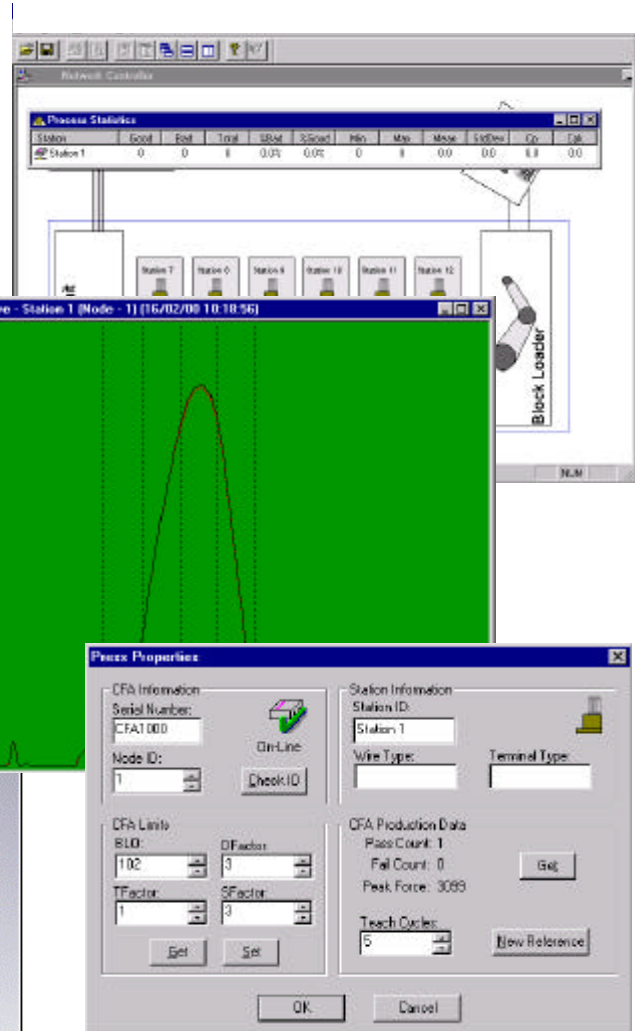 Network Controller
Process Statistics
Station Good Bad Total %Bad %Good Min Max Mean StdDev Cp Cpk
Station 1 0 0 0 0.0% 0.0% 0 0 0.0 0.0 0.0 0.0
Station 7 Station 8 Station 9 Station 10 Station 11 Station 12
Block Loader
- Station 1 (Node - 1) (16/02/00 10:18:56)
NUM
Press Properties
CFA Information
Serial Number:
CFA1000
On-Line
Node ID:
1
Check ID
Station Information
Station ID:
Station 1
Wire Type:
Terminal Type:
CFA Limits
BLO:
102
DFactor:
3
TFactor:
1
SFactor:
3
Get
Set
CFA Production Data
Pass Count: 1
Fail Count: 0
Peak Force: 3099
Get
Teach Cycles:
5
New Reference
OK
Cancel